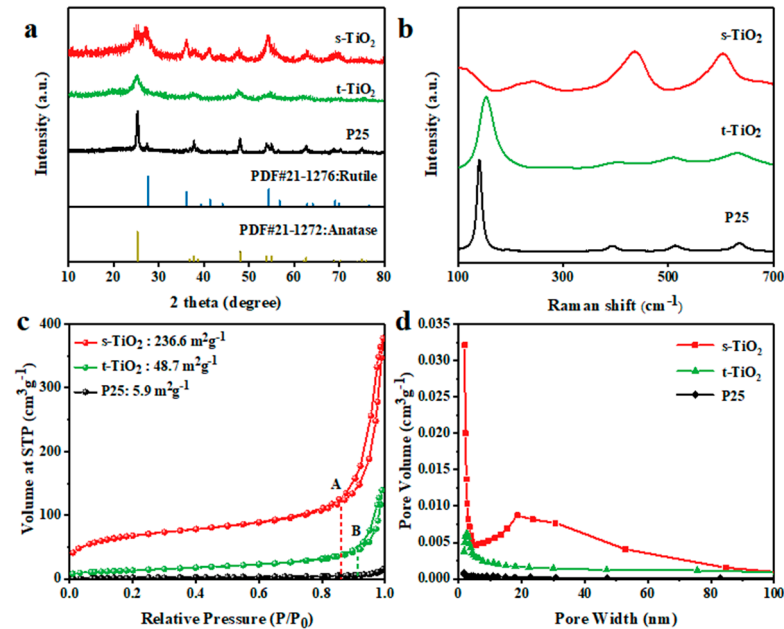 a
s-TiO₂
t-TiO₂
P25
PDF#21-1276:Rutile
PDF#21-1272:Anatase
Intensity (a.u.)
10 20 30 40 50 60 70 80
2 theta (degree)
b
s-TiO₂
t-TiO₂
P25
Intensity (a.u.)
100 300 500 700
Raman shift (cm⁻¹)
c
s-TiO₂ : 236.6 m²g⁻¹
t-TiO₂ : 48.7 m²g⁻¹
P25: 5.9 m²g⁻¹
A
B
Volume at STP (cm³g⁻¹)
400
300
200
100
0
0.0 0.2 0.4 0.6 0.8 1.0
Relative Pressure (P/P₀)
d
s-TiO₂
t-TiO₂
P25
Pore Volume (cm³g⁻¹)
0.035
0.030
0.025
0.020
0.015
0.010
0.005
0.000
0 20 40 60 80 100
Pore Width (nm)